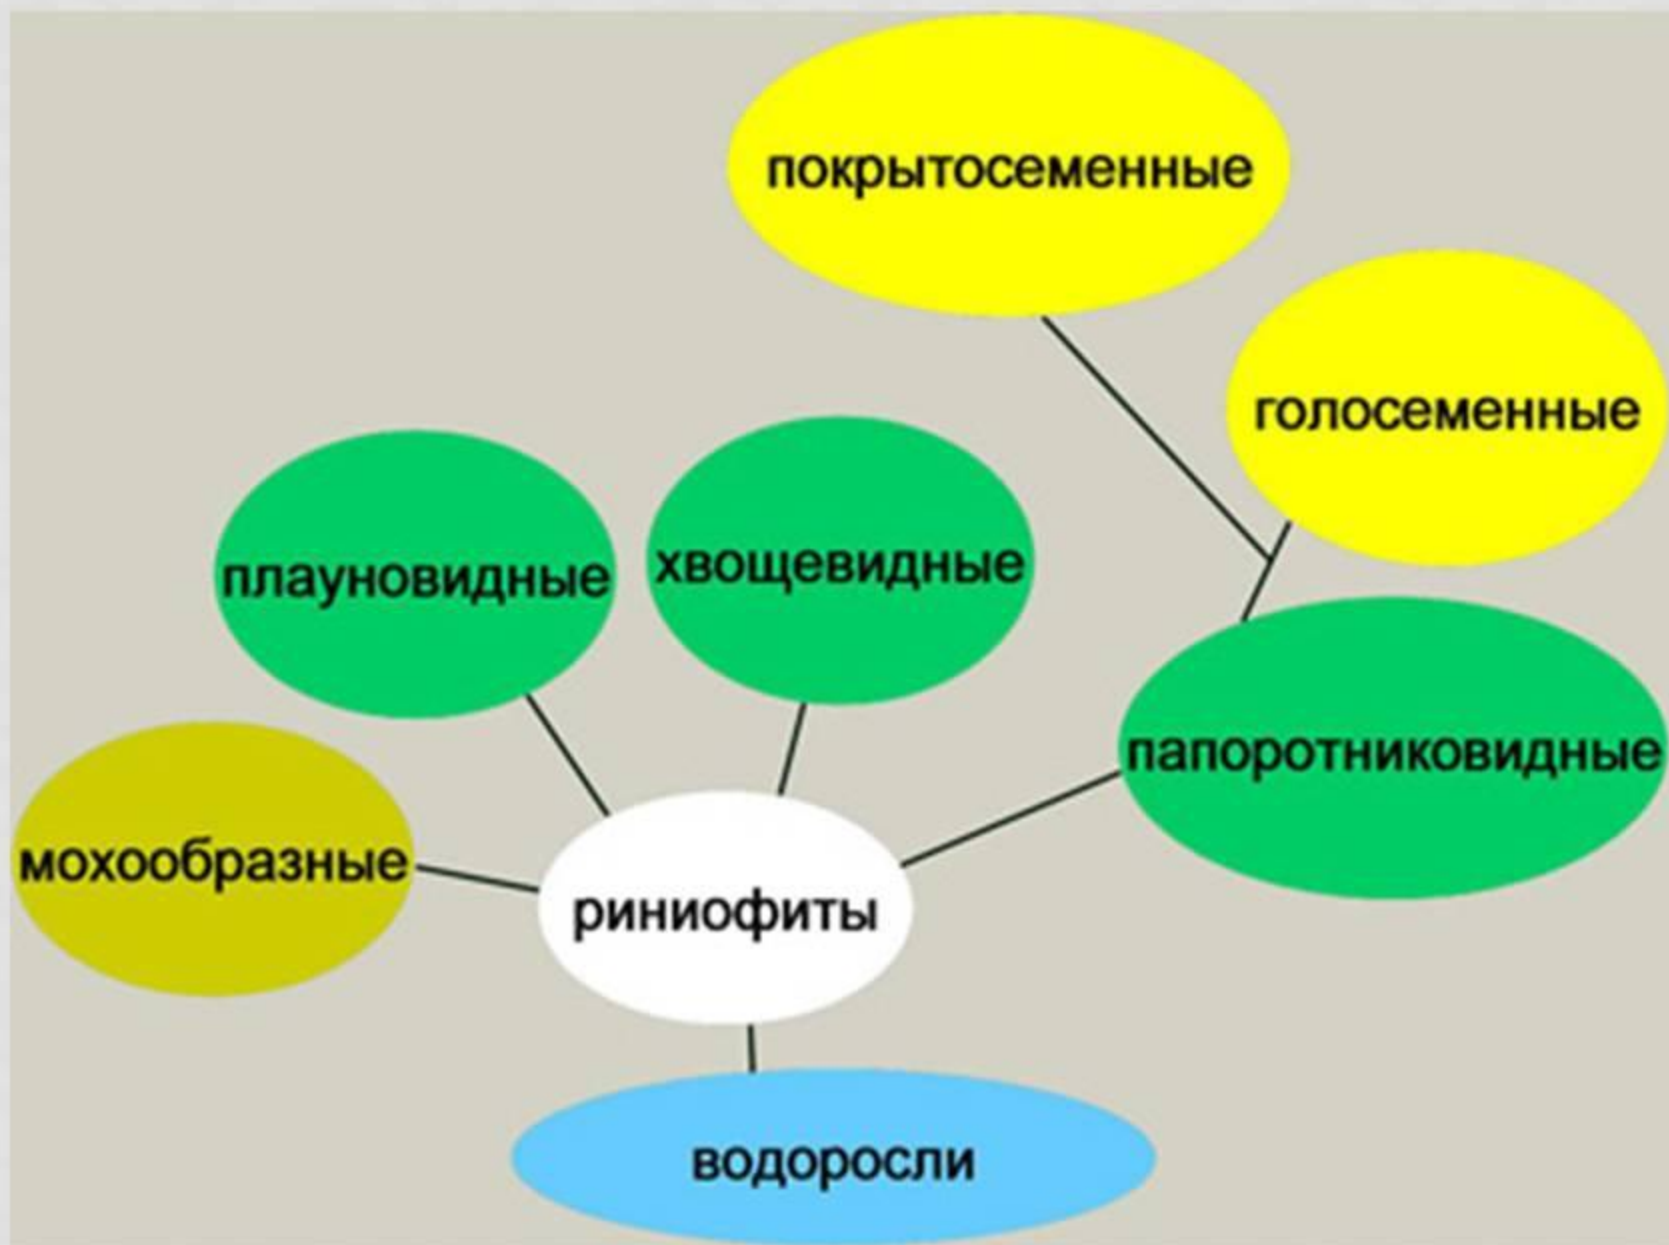 покрытосеменные
голосеменные
хвощевидные
плауновидные
папоротниковидные
мохообразные
риниофиты
водоросли